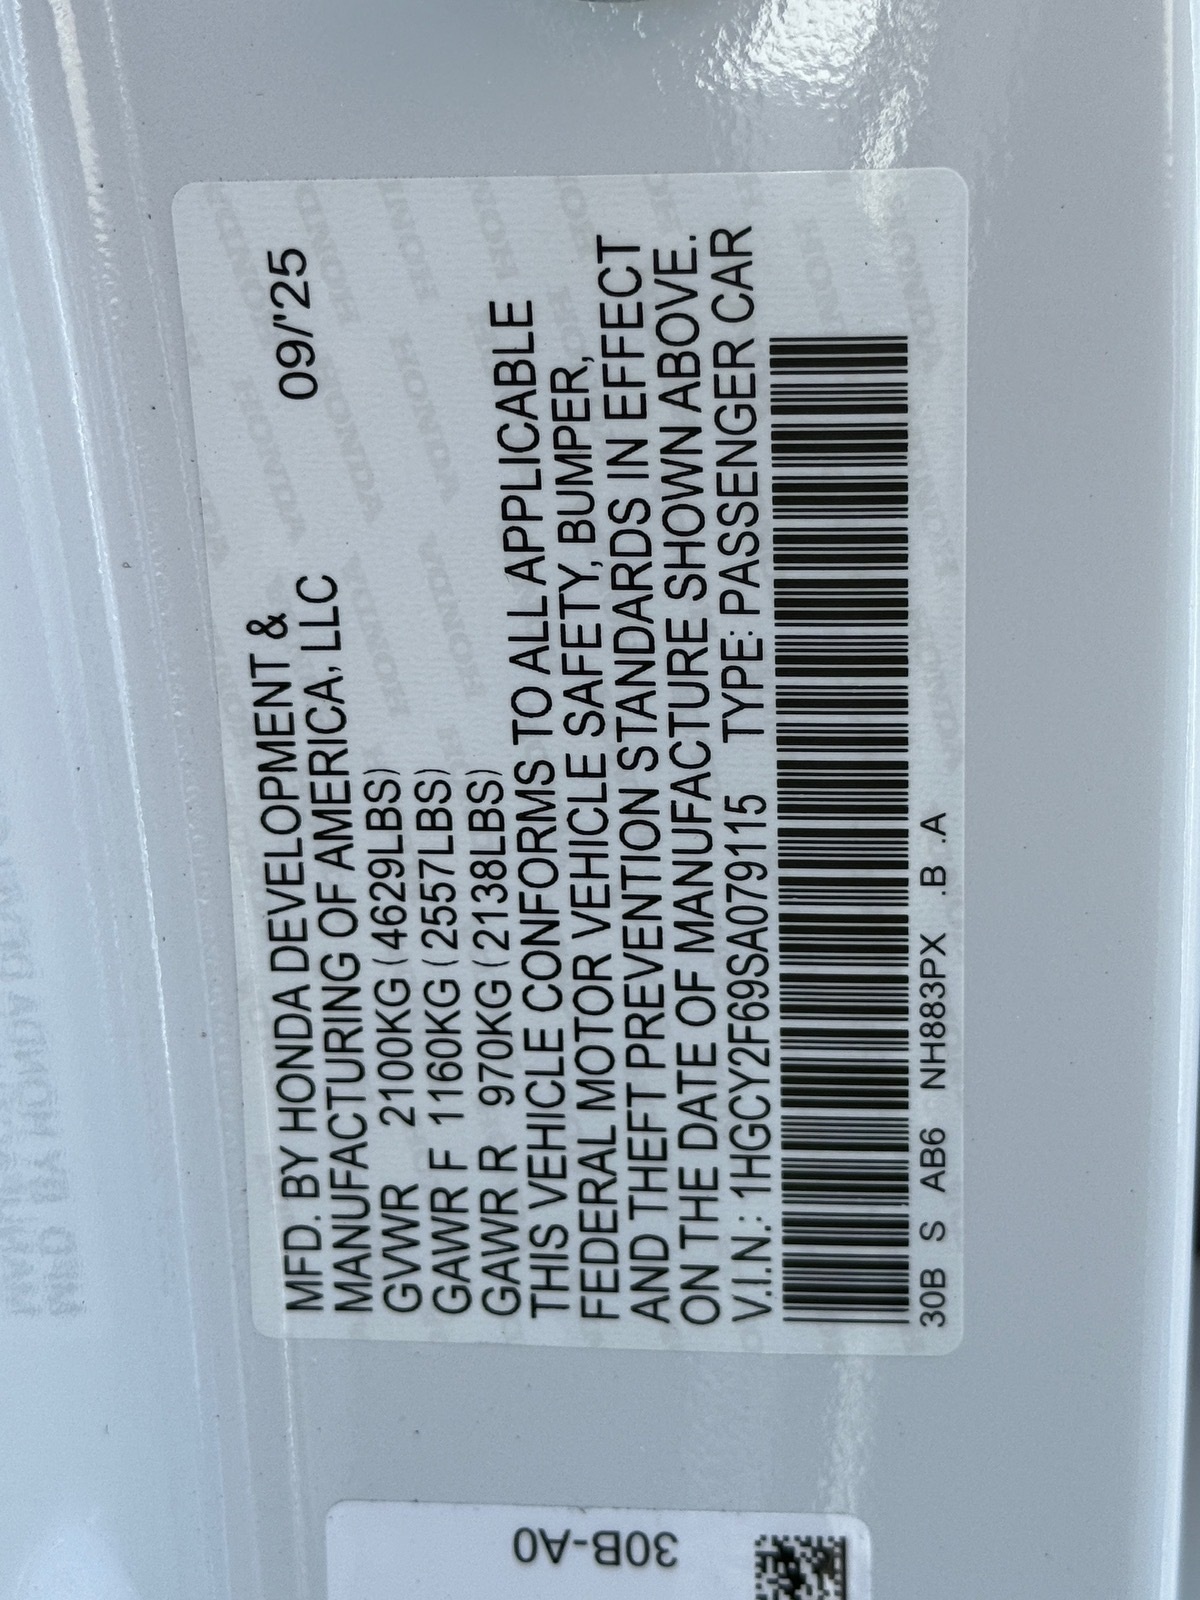 MFD. BY HONDA DEVELOPMENT & 09/'25
MANUFACTURING OF AMERICA, LLC
GVWR 2100KG (4629LBS)
GAWR F 1160KG (2557LBS)
GAWR R 970KG (2138LBS)
THIS VEHICLE CONFORMS TO ALL APPLICABLE
FEDERAL MOTOR VEHICLE SAFETY, BUMPER,
AND THEFT PREVENTION STANDARDS IN EFFECT
ON THE DATE OF MANUFACTURE SHOWN ABOVE.
V.I.N.: 1HGCY2F69SA079115 TYPE: PASSENGER CAR
30B S AB6 NH883PX .B .A
30B-A0